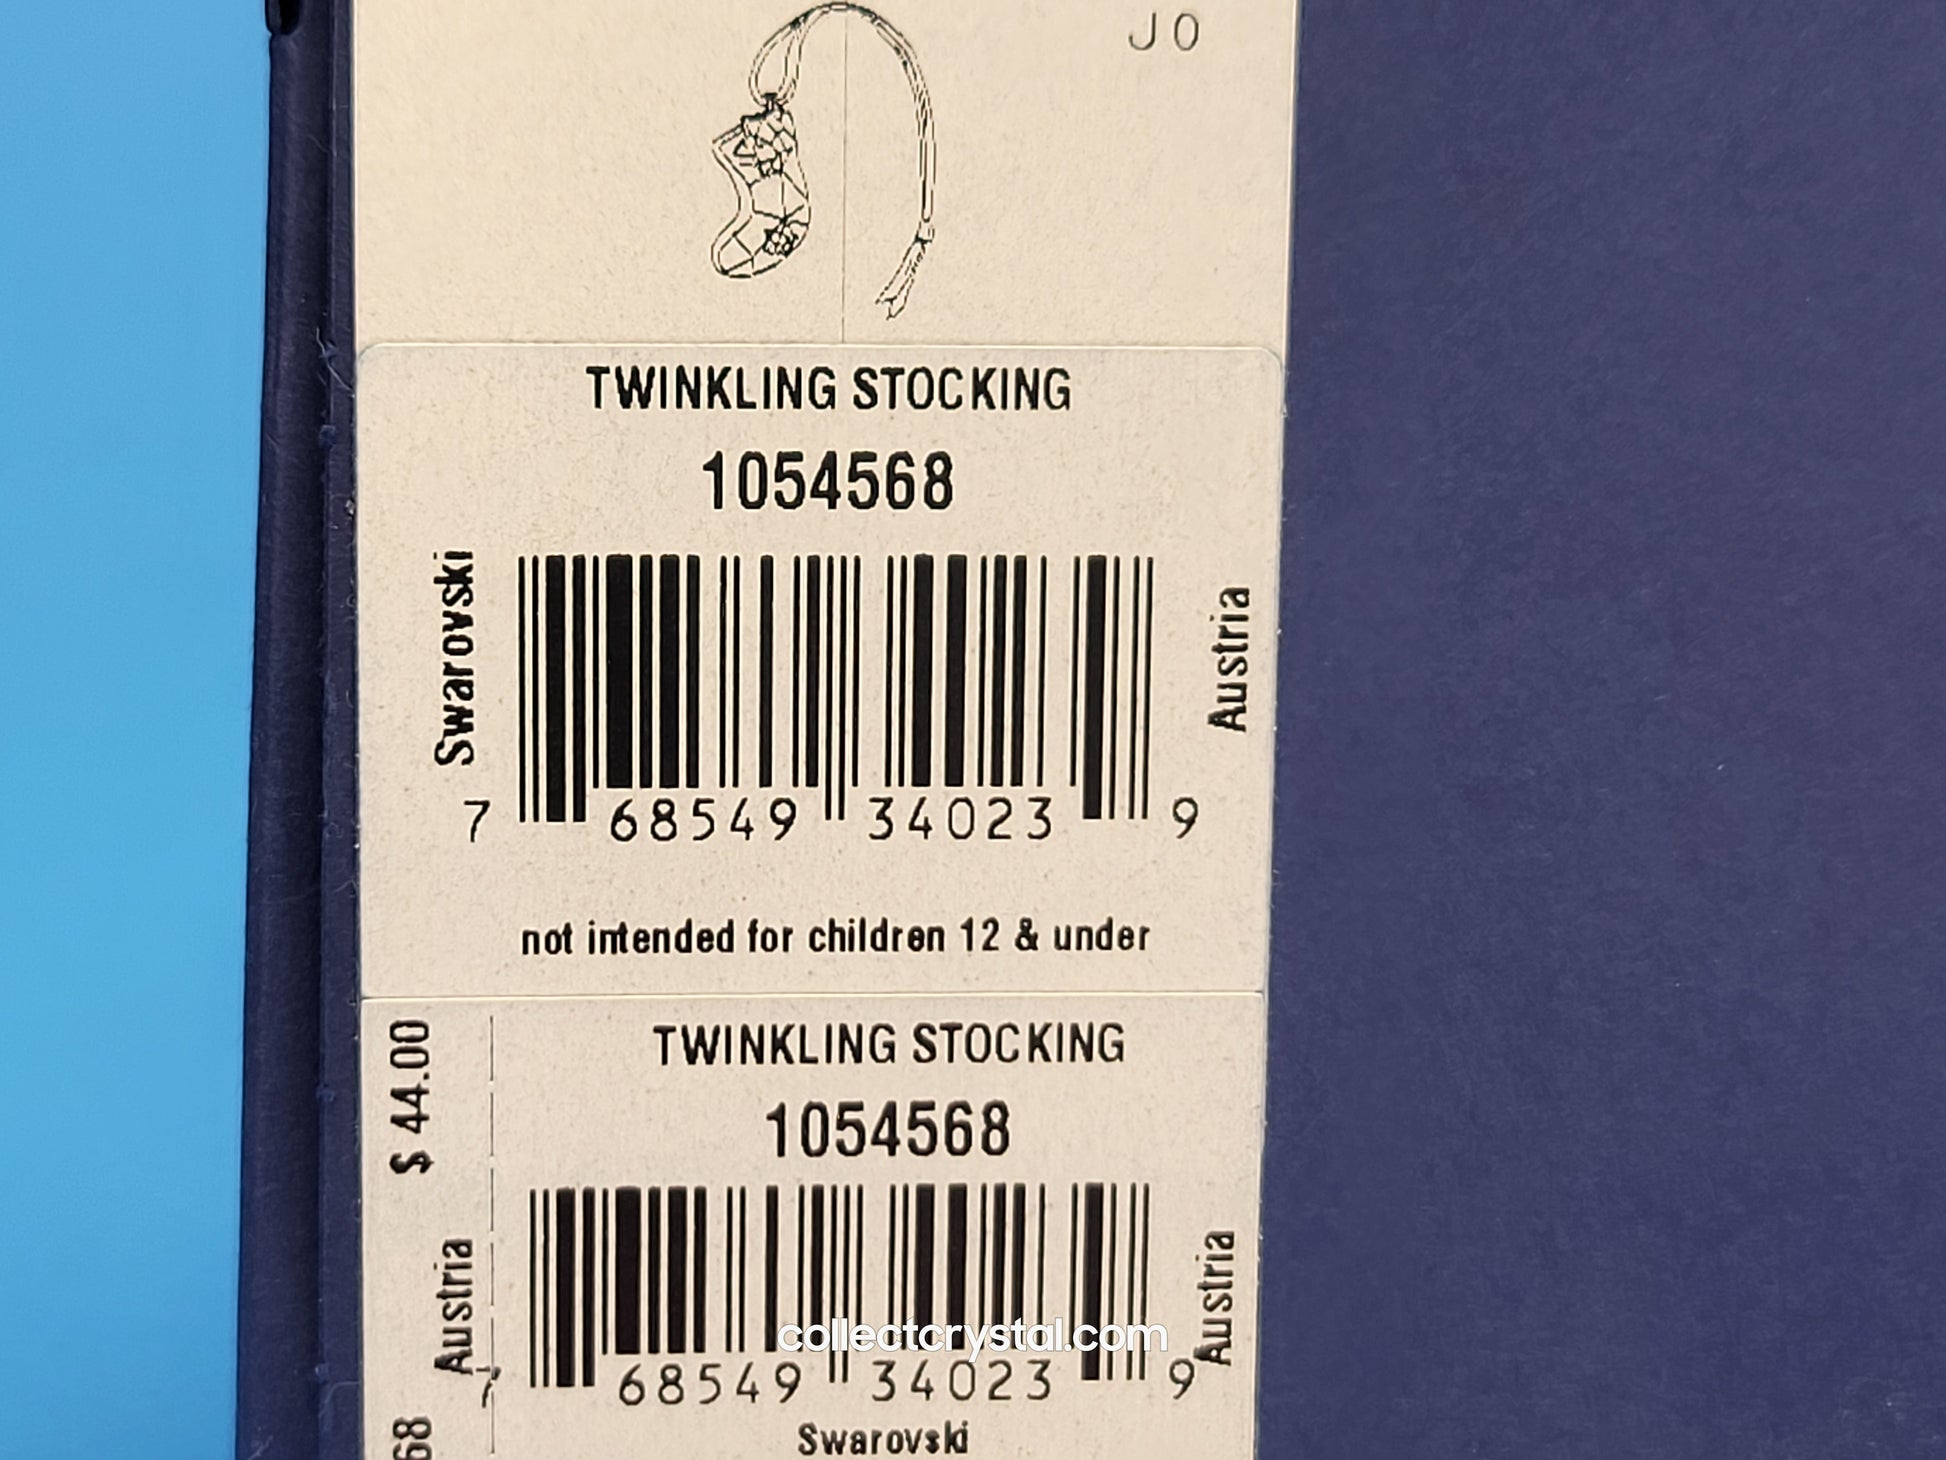 J0
TWINKLING STOCKING
1054568
Swarovski
Austria
7 68549 34023 9
not intended for children 12 & under
$ 44.00
TWINKLING STOCKING
1054568
Austria
Austria
collectcrystal.com
7 68549 34023 9
68
Swarovski